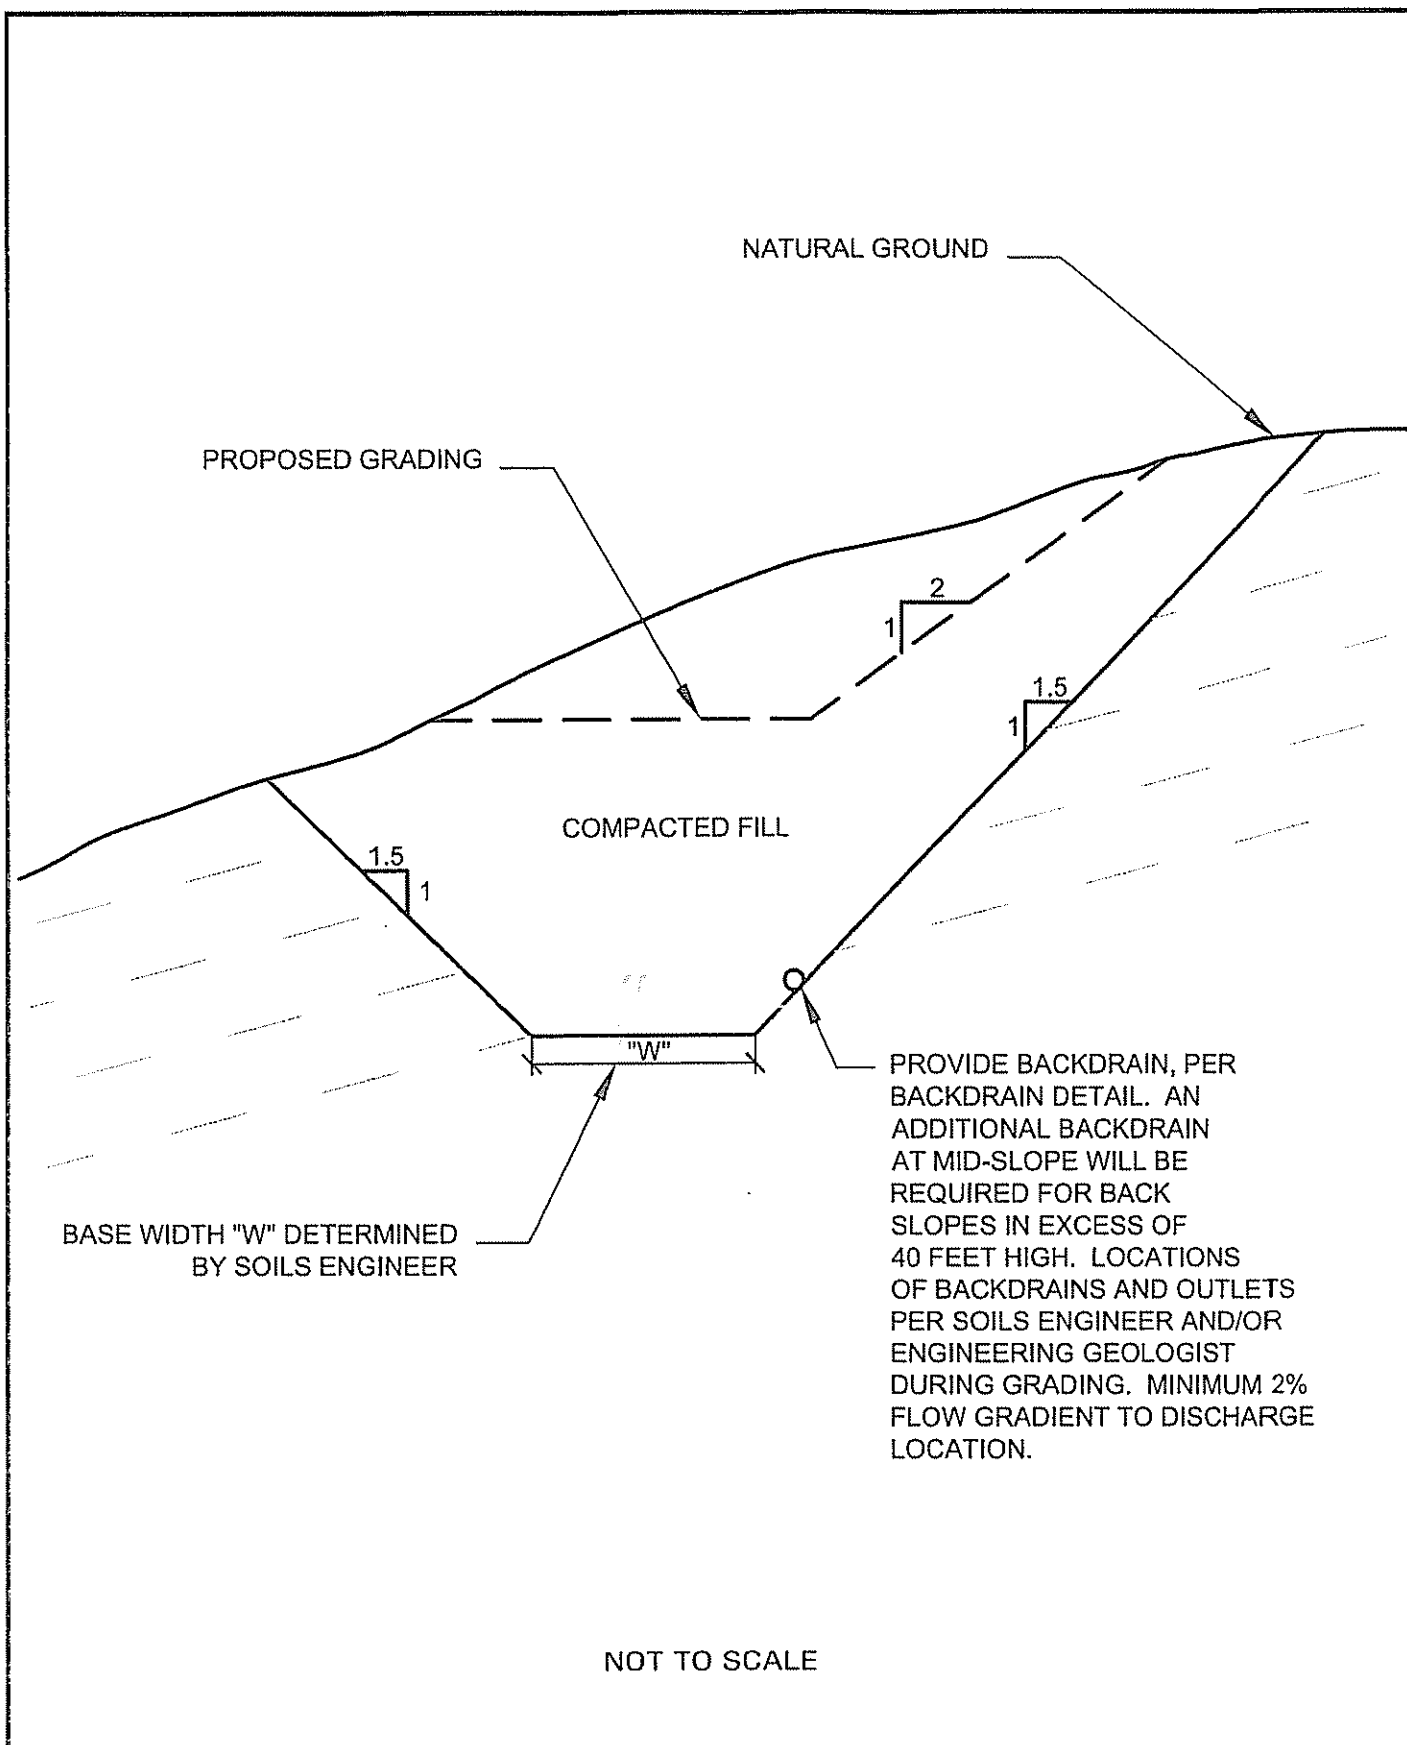 NATURAL GROUND
PROPOSED GRADING
2
1
1.5
1
COMPACTED FILL
1.5
1
"W"
PROVIDE BACKDRAIN, PER
BACKDRAIN DETAIL. AN
ADDITIONAL BACKDRAIN
AT MID-SLOPE WILL BE
REQUIRED FOR BACK
SLOPES IN EXCESS OF
40 FEET HIGH. LOCATIONS
OF BACKDRAINS AND OUTLETS
PER SOILS ENGINEER AND/OR
ENGINEERING GEOLOGIST
DURING GRADING. MINIMUM 2%
FLOW GRADIENT TO DISCHARGE
LOCATION.
BASE WIDTH "W" DETERMINED
BY SOILS ENGINEER
NOT TO SCALE